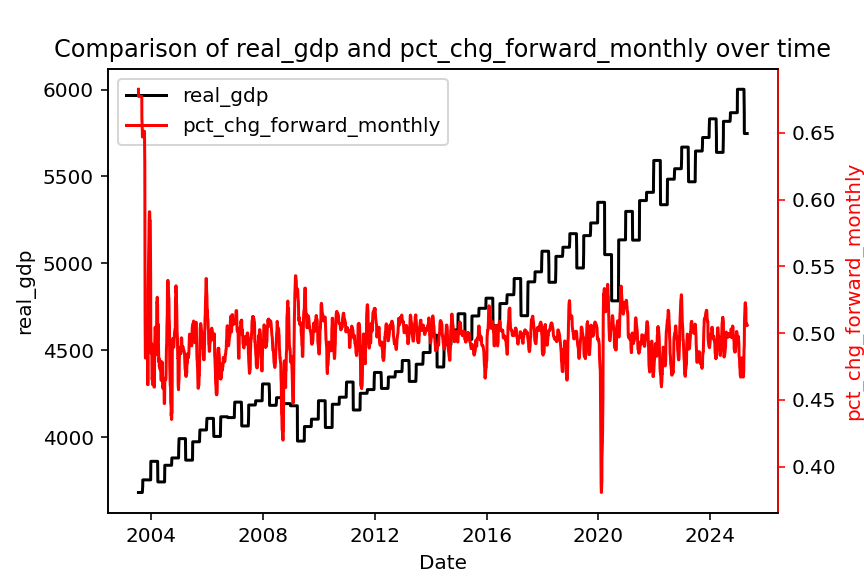 Comparison of real_gdp and pct_chg_forward_monthly over time
real_gdp
pct_chg_forward_monthly
6000
5500
5000
4500
4000
real_gdp
0.65
0.60
0.55
0.50
0.45
0.40
pct_chg_forward_monthly
2004 2008 2012 2016 2020 2024
Date